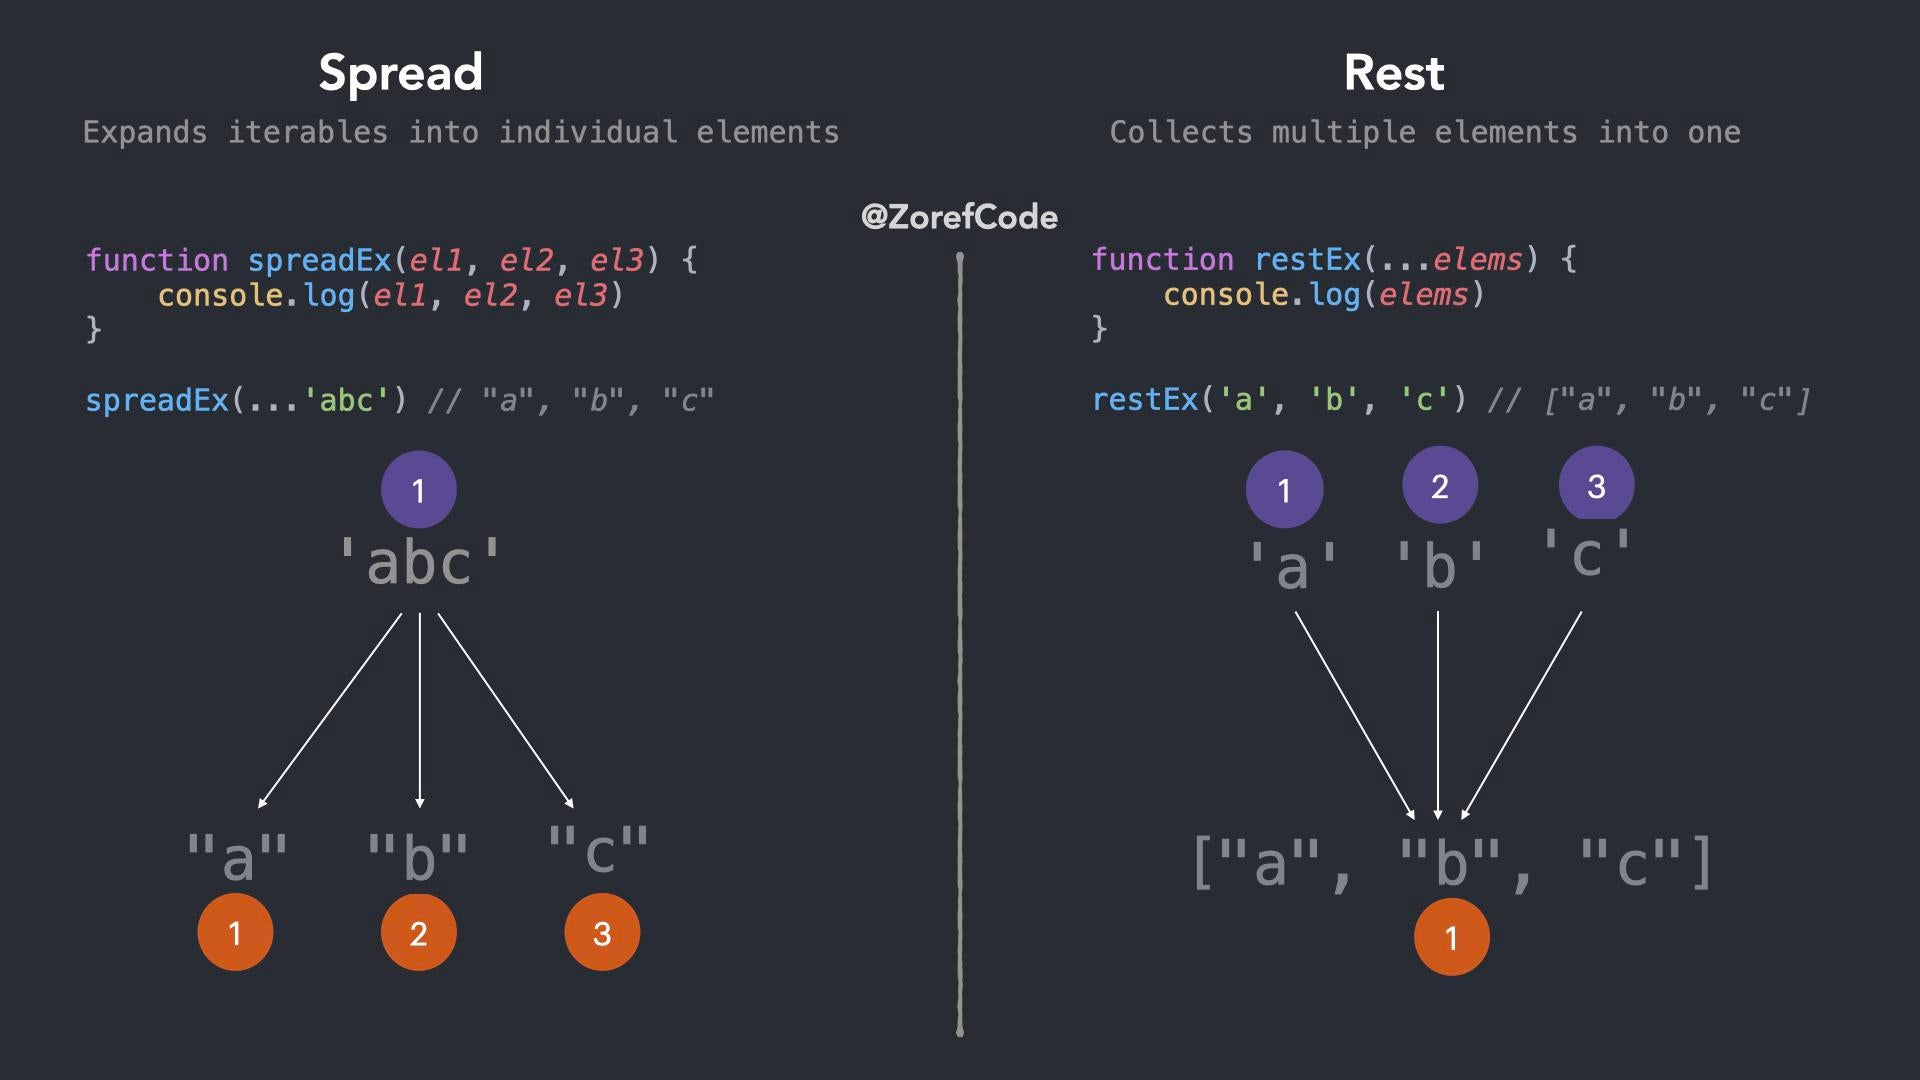 Spread
Expands iterables into individual elements
function spreadEx(el1, el2, el3) {
    console.log(el1, el2, el3)
}
spreadEx(...'abc') // "a", "b", "c"
1
'abc'
"a" "b" "c"
1 2 3
@ZorefCode
Rest
Collects multiple elements into one
function restEx(...elems) {
    console.log(elems)
}
restEx('a', 'b', 'c') // ["a", "b", "c"]
1 2 3
'a' 'b' 'c'
["a", "b", "c"]
1